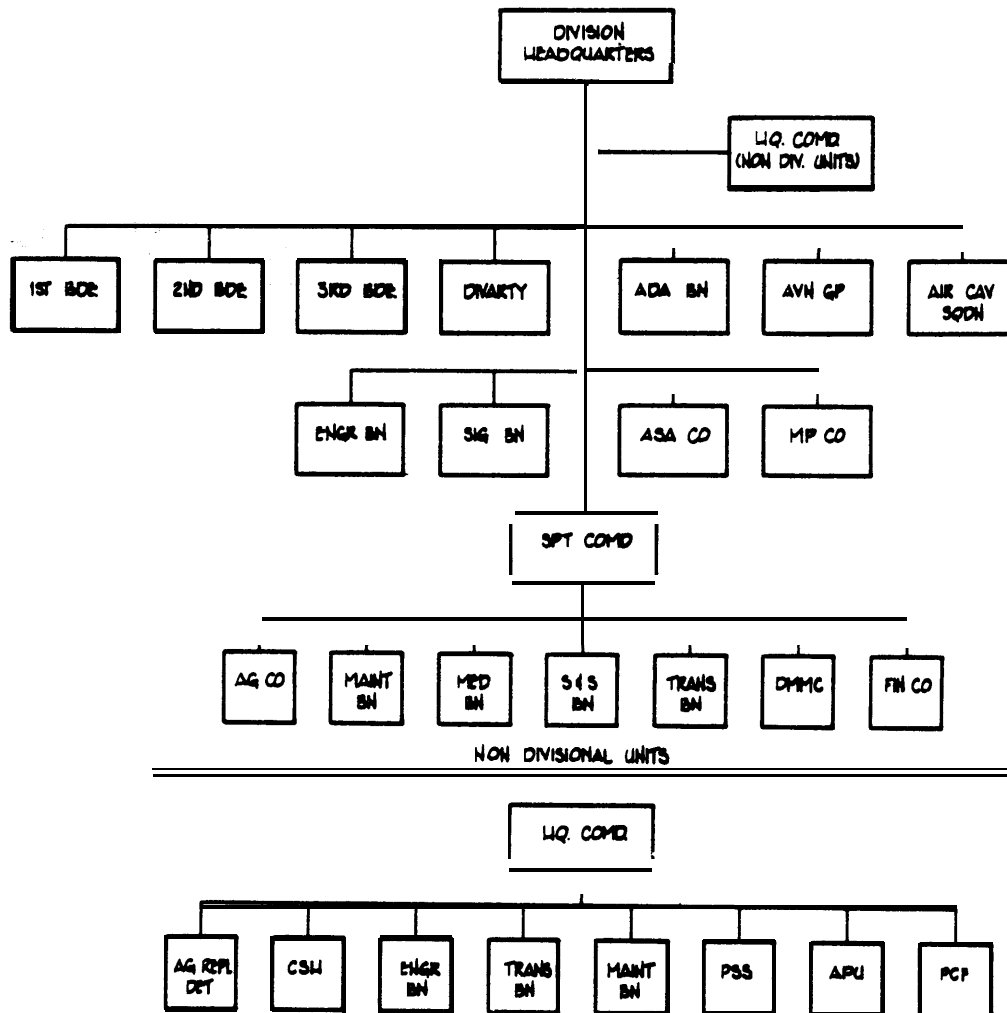 DIVISION
HEADQUARTERS
HQ. COMD.
(NON DIV. UNITS)
1ST BDE
2ND BDE
3RD BDE
DIVARTY
ADA BN
AVN GP
AIR CAV
SQDN
ENGR BN
SIG BN
ASA CO
MP CO
SPT COMD
AG CO
MAINT
BN
MED
BN
S & S
BN
TRANS
BN
DMMC
FIN CO
NON DIVISIONAL UNITS
HQ. COMD.
AG REPL
DET
CSH
ENGR
BN
TRANS
BN
MAINT
BN
PSS
APU
PCF